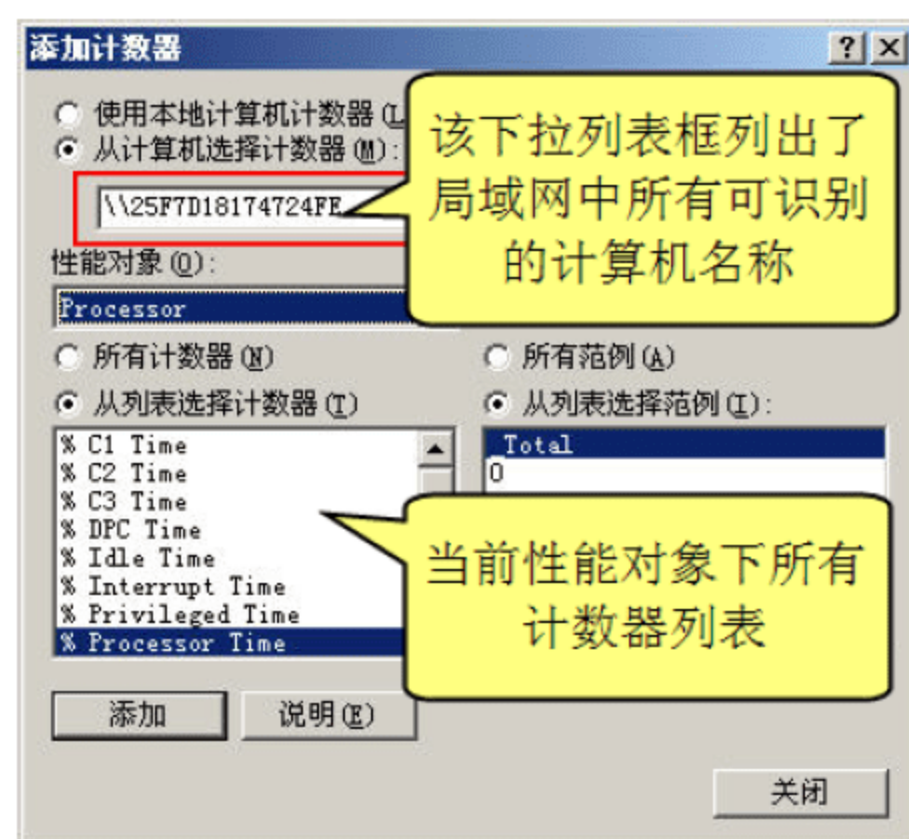 添加计数器
使用本地计算机计数器(L
从计算机选择计数器(M):
\\25F7D18174724FE
该下拉列表框列出了
局域网中所有可识别
的计算机名称
性能对象(O):
Processor
所有计数器(N)
所有范例(A)
从列表选择计数器(T)
从列表选择范例(I):
% C1 Time
% C2 Time
% C3 Time
% DPC Time
% Idle Time
% Interrupt Time
% Privileged Time
% Processor Time
_Total
0
当前性能对象下所有
计数器列表
添加
说明(E)
关闭